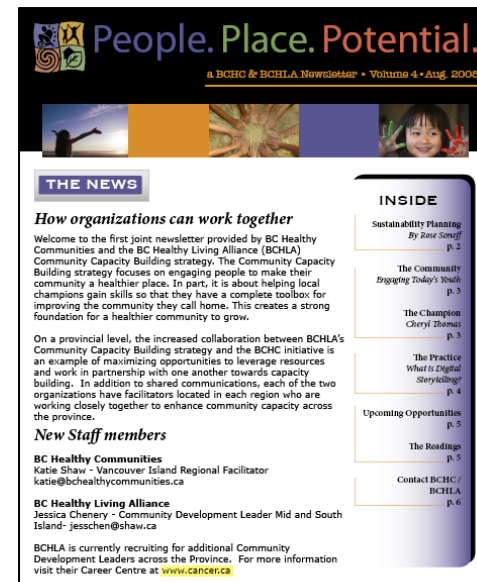 People. Place. Potential.
a BCHC & BCHLA Newsletter • Volume 4 • Aug. 2008
THE NEWS
How organizations can work together
Welcome to the first joint newsletter provided by BC Healthy
Communities and the BC Healthy Living Alliance (BCHLA)
Community Capacity Building strategy. The Community Capacity
Building strategy focuses on engaging people to make their
community a healthier place. In part, it is about helping local
champions gain skills so that they have a complete toolbox for
improving the community they call home. This creates a strong
foundation for a healthier community to grow.
On a provincial level, the increased collaboration between BCHLA's
Community Capacity Building strategy and the BCHC initiative is
an example of maximizing opportunities to leverage resources
and work in partnership with one another towards capacity
building. In addition to shared communications, each of the two
organizations have facilitators located in each region who are
working closely together to enhance community capacity across
the province.
New Staff members
BC Healthy Communities
Katie Shaw - Vancouver Island Regional Facilitator
katie@bchealthycommunities.ca
BC Healthy Living Alliance
Jessica Chenery - Community Development Leader Mid and South
Island- jesschen@shaw.ca
BCHLA is currently recruiting for additional Community
Development Leaders across the Province. For more information
visit their Career Centre at www.cancer.ca
INSIDE
Sustainability Planning
By Rose Soneff
p. 2
The Community
Engaging Today's Youth
p. 3
The Champion
Cheryl Thomas
p. 3
The Practice
What is Digital
Storytelling?
p. 4
Upcoming Opportunities
p. 5
The Readings
p. 5
Contact BCHC /
BCHLA
p. 6